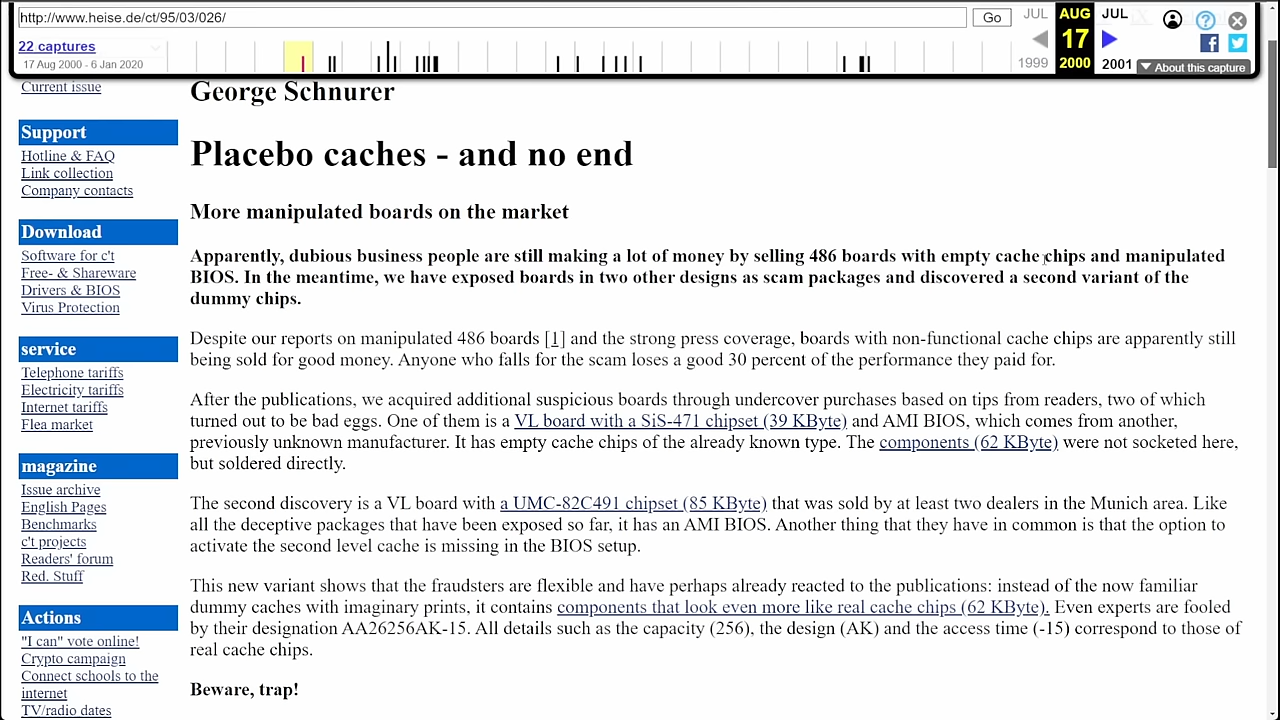 http://www.heise.de/ct/95/03/026/
Go
JUL
AUG
JUL
22 captures
17
17 Aug 2000 - 6 Jan 2020
1999
2000
2001
About this capture
Current issue
Support
Hotline & FAQ
Link collection
Company contacts
Download
Software for c't
Free- & Shareware
Drivers & BIOS
Virus Protection
service
Telephone tariffs
Electricity tariffs
Internet tariffs
Flea market
magazine
Issue archive
English Pages
Benchmarks
c't projects
Readers' forum
Red. Stuff
Actions
"I can" vote online!
Crypto campaign
Connect schools to the
internet
TV/radio dates
George Schnurer
Placebo caches - and no end
More manipulated boards on the market
Apparently, dubious business people are still making a lot of money by selling 486 boards with empty cache chips and manipulated
BIOS. In the meantime, we have exposed boards in two other designs as scam packages and discovered a second variant of the
dummy chips.
Despite our reports on manipulated 486 boards [1] and the strong press coverage, boards with non-functional cache chips are apparently still
being sold for good money. Anyone who falls for the scam loses a good 30 percent of the performance they paid for.
After the publications, we acquired additional suspicious boards through undercover purchases based on tips from readers, two of which
turned out to be bad eggs. One of them is a VL board with a SiS-471 chipset (39 KByte) and AMI BIOS, which comes from another,
previously unknown manufacturer. It has empty cache chips of the already known type. The components (62 KByte) were not socketed here,
but soldered directly.
The second discovery is a VL board with a UMC-82C491 chipset (85 KByte) that was sold by at least two dealers in the Munich area. Like
all the deceptive packages that have been exposed so far, it has an AMI BIOS. Another thing that they have in common is that the option to
activate the second level cache is missing in the BIOS setup.
This new variant shows that the fraudsters are flexible and have perhaps already reacted to the publications: instead of the now familiar
dummy caches with imaginary prints, it contains components that look even more like real cache chips (62 KByte). Even experts are fooled
by their designation AA26256AK-15. All details such as the capacity (256), the design (AK) and the access time (-15) correspond to those of
real cache chips.
Beware, trap!